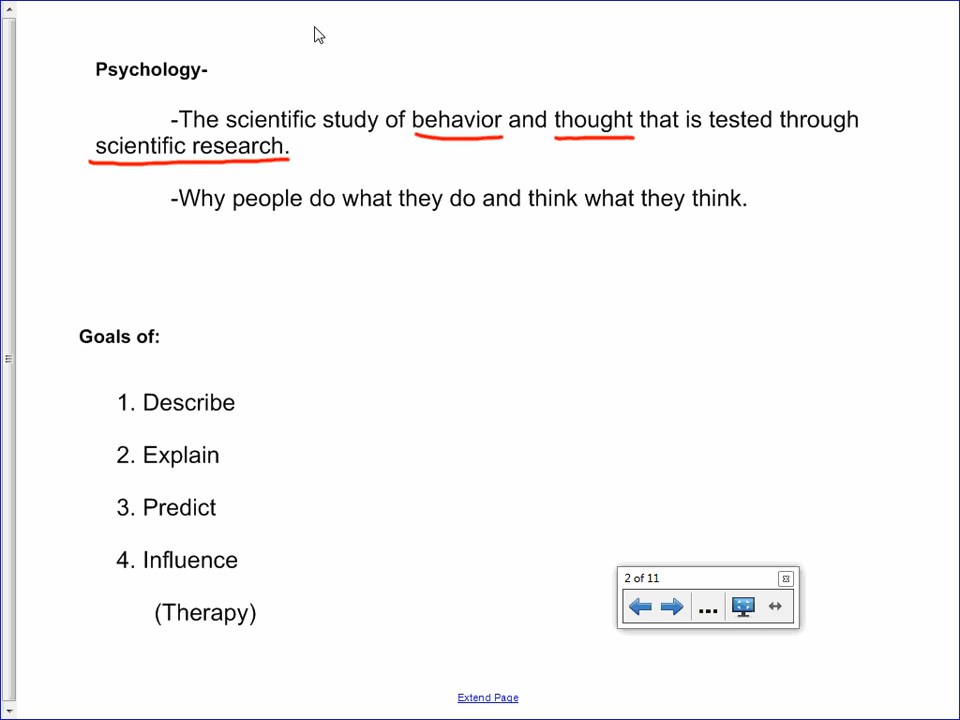 Psychology-
-The scientific study of behavior and thought that is tested through
scientific research.
-Why people do what they do and think what they think.
Goals of:
1. Describe
2. Explain
3. Predict
4. Influence
(Therapy)
2 of 11
...
Extend Page